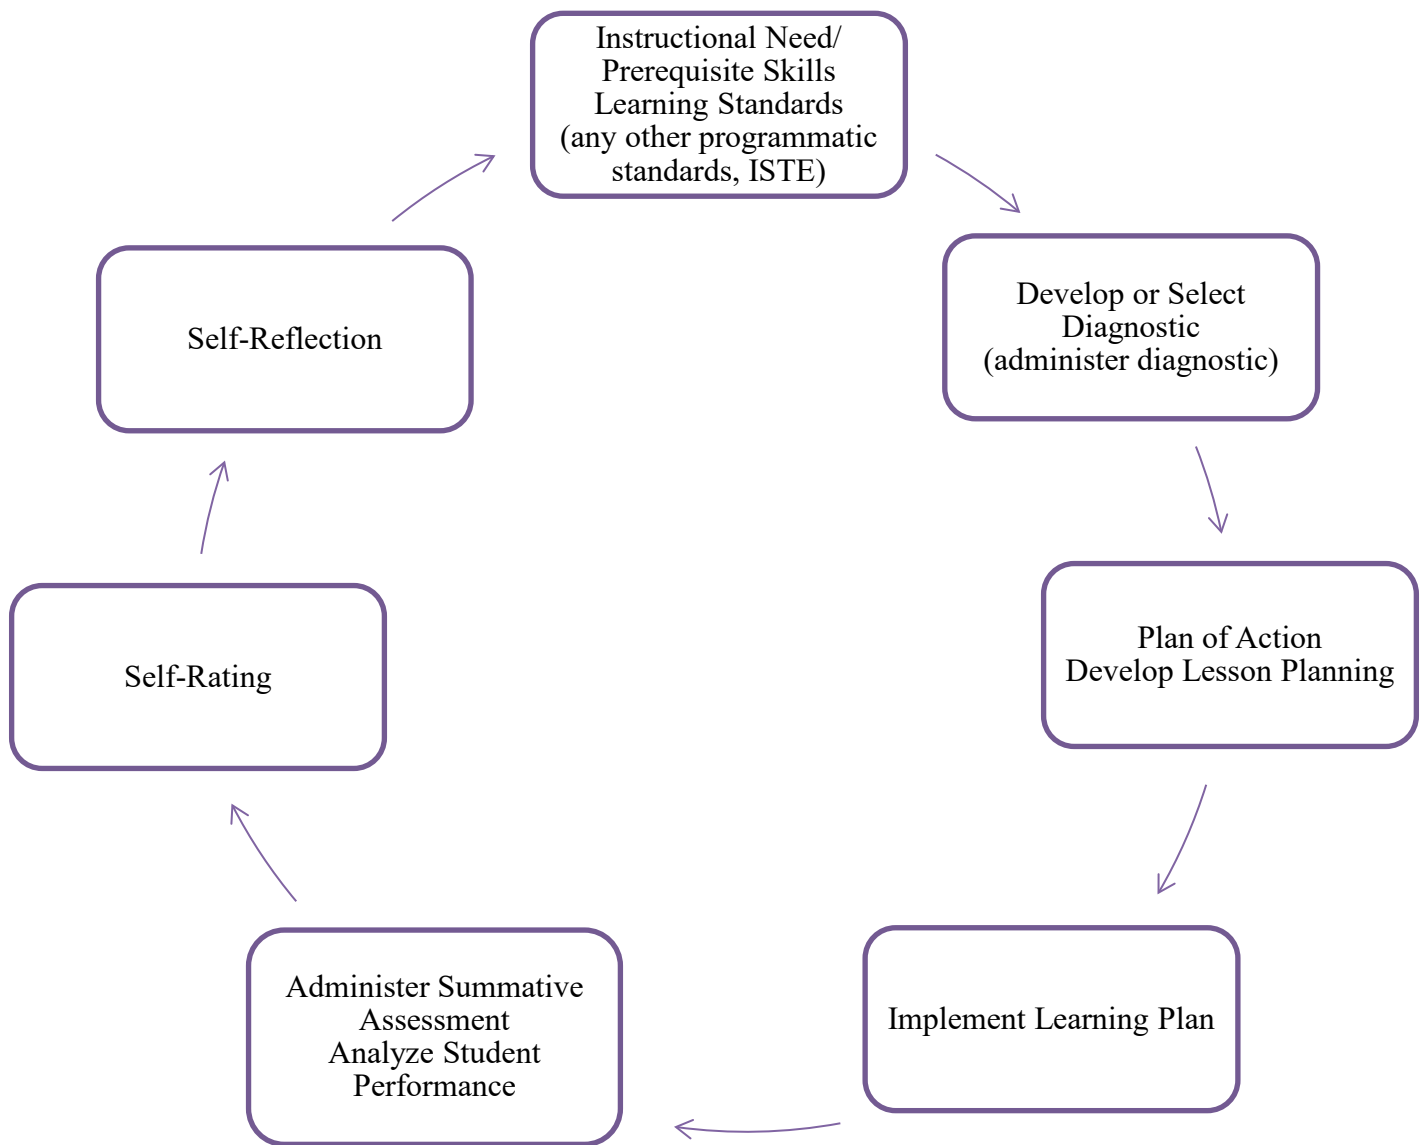 Instructional Need/
Prerequisite Skills
Learning Standards
(any other programmatic
standards, ISTE)
Develop or Select
Diagnostic
(administer diagnostic)
Plan of Action
Develop Lesson Planning
Implement Learning Plan
Administer Summative
Assessment
Analyze Student
Performance
Self-Rating
Self-Reflection